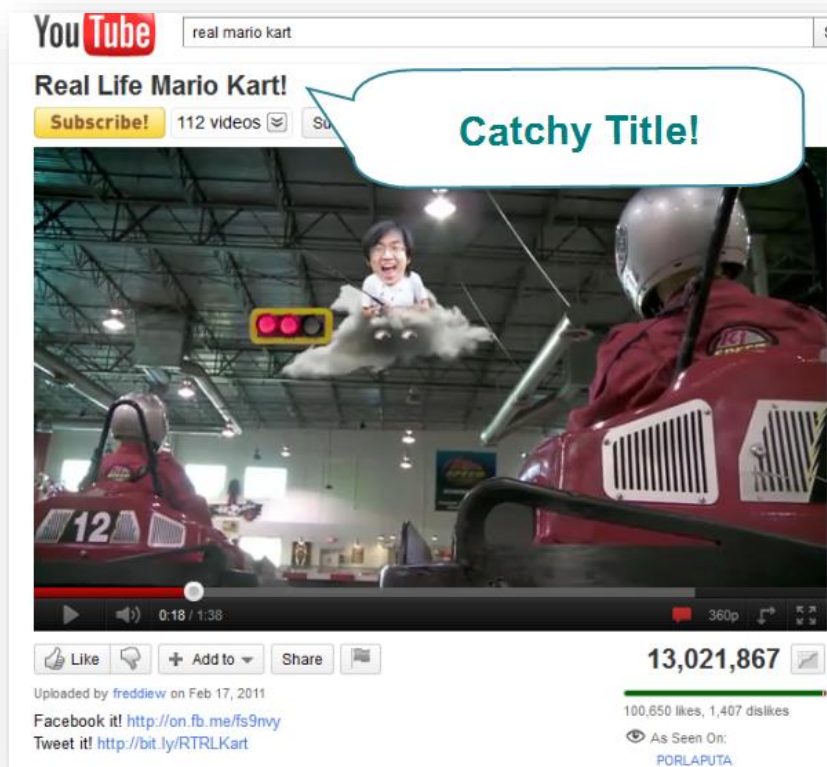 YouTube real mario kart S
Real Life Mario Kart!
Subscribe! 112 videos Su
Catchy Title!
SPEED
12
0:18 / 1:38 360p
Like Add to Share
13,021,867
Uploaded by freddiew on Feb 17, 2011
100,650 likes, 1,407 dislikes
Facebook it! http://on.fb.me/fs9nvy
Tweet it! http://bit.ly/RTRLKart
As Seen On:
PORLAPUTA